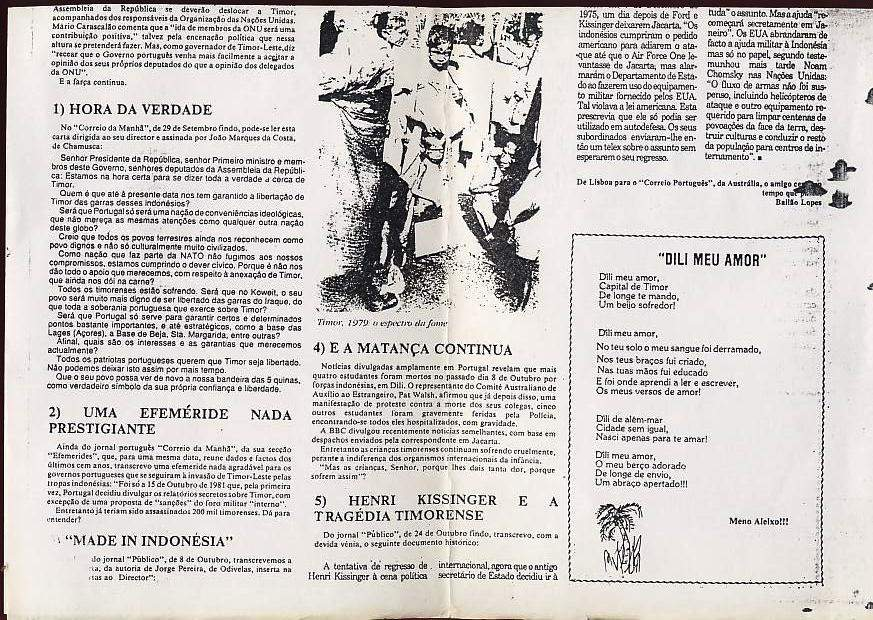 Assembleia da República se deverão deslocar a Timor,
acompanhados dos responsáveis da Organização das Nações Unidas.
Mário Carascalão comenta que a "ida de membros da ONU será uma
contribuição positiva," talvez pela encenação política que nessa
altura se pretenderá fazer. Mas, como governador de Timor-Leste, diz
"recear que o Governo português venha mais facilmente a aceitar a
opinião dos seus próprios deputados do que a opinião dos delegados
da ONU".
E a farça continua.
1) HORA DA VERDADE
No "Correio da Manhã", de 29 de Setembro findo, pode-se ler esta
carta dirigida ao seu director e assinada por João Marques da Costa,
de Chamusca:
Senhor Presidente da República, senhor Primeiro ministro e mem-
bros deste Governo, senhores deputados da Assembleia da Repúbli-
ca: Estamos na hora certa para se dizer toda a verdade a cerca de
Timor.
Quem é que até à presente data nos tem garantido a libertação de
Timor das garras desses indonésios?
Será que Portugal só será uma nação de conveniências ideológicas,
que não mereça as mesmas atenções como qualquer outra nação
deste globo?
Creio que todos os povos terrestres ainda nos reconhecem como
povo dignos e não só culturalmente muito civilizados.
Como nação que faz parte da NATO não fugimos aos nossos
compromissos, estamos cumprindo o dever cívico. Porque é não nos
dão todo o apoio que merecemos, com respeito à anexação de Timor,
que ainda nos dói na carne?
Todos os timorenses estão sofrendo. Será que no Koweit, o seu
povo será muito mais digno de ser libertado das garras do Iraque, do
que toda a soberania portuguesa que exerce sobre Timor?
Será que Portugal só serve para garantir certos e determinados
pontos bastante importantes, e até estratégicos, como a base das
Lages (Açores), a Base de Beja, Sta. Margarida, entre outras?
Afinal, quais são os interesses e as garantias que merecemos
actualmente?
Todos os patriotas portugueses querem que Timor seja libertado.
Não podemos deixar isto assim por mais tempo.
Que o seu povo possa ver de novo a nossa bandeira das 5 quinas,
como verdadeiro símbolo da sua própria confiança e liberdade.
2) UMA EFEMÉRIDE NADA
PRESTIGIANTE
Ainda do jornal português "Correio da Manhã", da sua secção
"Efemerides", que, para uma mesma data, reune dados e factos dos
últimos cem anos, transcrevo uma efemeride nada agradável para os
governos portugueses que se seguiram à invasão de Timor-Leste pelas
tropas indonésias: "Foi só a 15 de Outubro de 1981 que, pela primeira
vez, Portugal decidiu divulgar os relatórios secretos sobre Timor, com
excepção de uma proposta de "sanções" do foro militar "interno".
Entretanto já teriam sido assassinados 200 mil timorenses. Dá para
entender?
"MADE IN INDONÉSIA"
do jornal "Público", de 8 de Outubro, transcrevemos a
da autoria de Jorge Pereira, de Odivelas, inserta na
ao Director":
Timor, 1979 o espectro da fome
4) E A MATANÇA CONTINUA
Notícias divulgadas amplamente em Portugal revelam que mais
quatro estudantes foram mortos no passado dia 8 de Outubro por
forças indonésias, em Dili. O representante do Comité Australiano de
Auxílio ao Estrangeiro, Pat Walsh, afirmou que já depois disso, uma
manifestação de protesto contra a morte dos seus colegas, cinco
outros estudantes foram gravemente feridas pela Polícia,
encontrando-se todos eles hospitalizados, com gravidade.
A BBC divulgou recentemente notícias semelhantes, com base em
despachos enviados pela correspondente em Jacarta.
Entretanto as crianças timorenses continuam sofrendo cruelmente,
perante a indiferença dos organismos internacionais da infância.
"Mas as crianças, Senhor, porque lhes dais tanta dor, porque
sofrem assim"?
5) HENRI KISSINGER E A
TRAGÉDIA TIMORENSE
Do jornal "Público", de 24 de Outubro findo, transcrevo, com a
devida vénia, o seguinte documento histórico:
A tentativa de regresso de
Henri Kissinger à cena política
internacional, agora que o antigo
secretário de Estado decidiu ir à
1975, um dia depois de Ford e
Kissinger deixarem Jacarta. "Os
indonésios cumpriram o pedido
americano para adiarem o ata-
que até que o Air Force One le-
vantasse de Jacarta, mas alar-
maram o Departamento de Esta-
do ao fazerem uso do equipamen-
to militar fornecido pelos EUA.
Tal violava a lei americana. Esta
prescrevia que ele só podia ser
utilizado em autodefesa. Os seus
subordinados enviaram-lhe en-
tão um telex sobre o assunto sem
esperarem o seu regresso.
tuda" o assunto. Mas a ajuda "re-
começará secretamente em Ja-
neiro". Os EUA abrandaram de
facto a ajuda militar à Indonésia
mas só no papel, segundo teste-
munhou mais tarde Noam
Chomsky nas Nações Unidas:
"O fluxo de armas não foi sus-
penso, incluindo helicópteros de
ataque e outro equipamento re-
querido para limpar centenas de
povoações da face da terra, des-
truir culturas e conduzir o resto
da população para centros de in-
ternamento".
De Lisboa para o "Correio Português", da Austrália, o amigo
tempo que
Ballão Lopes
"DILI MEU AMOR"
Dili meu amor,
Capital de Timor
De longe te mando,
Um beijo sofredor!
Dili meu amor,
No teu solo o meu sangue foi derramado,
Nos teus braços fui criado,
Nas tuas mãos fui educado
E foi onde aprendi a ler e escrever,
Os meus versos de amor!
Dili de além-mar
Cidade sem igual,
Nasci apenas para te amar!
Dili meu amor,
O meu berço adorado
De longe de envio,
Um abraço apertado!!!
Meno Aleixo!!!